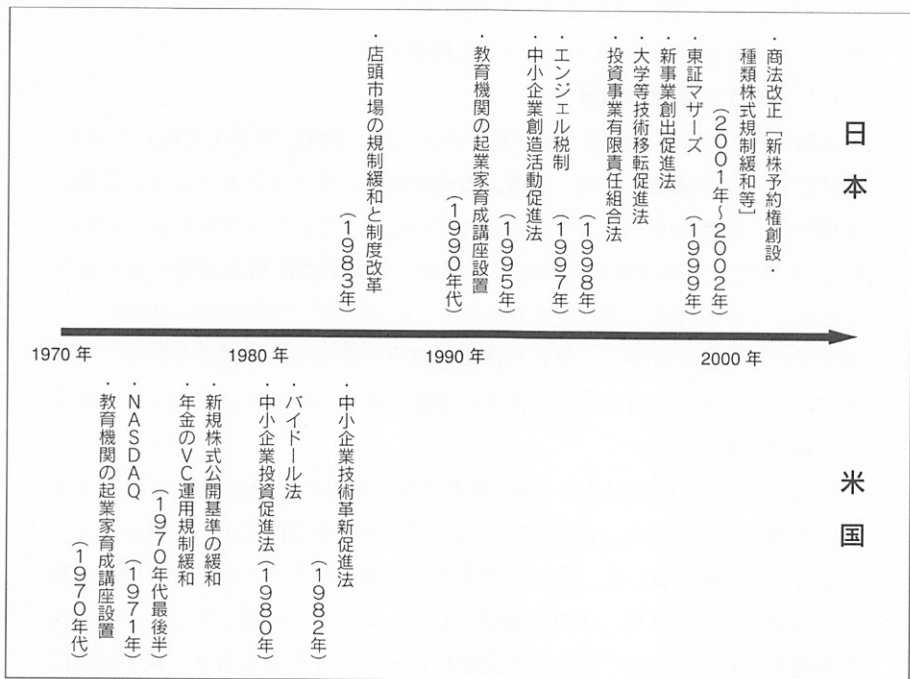 日本
・商法改正［新株予約権創設・
種類株式規制緩和等］
（2001年～2002年）
・東証マザーズ （1999年）
・新事業創出促進法
・大学等技術移転促進法
・投資事業有限責任組合法
（1998年）
・エンジェル税制 （1997年）
・中小企業創造活動促進法
（1995年）
・教育機関の起業家育成講座設置
（1990年代）
・店頭市場の規制緩和と制度改革
（1983年）
1970年 1980年 1990年 2000年
米国
・中小企業技術革新促進法
（1982年）
・バイドール法
・中小企業投資促進法（1980年）
・新規株式公開基準の緩和
・年金のVC運用規制緩和
（1970年代最後半）
・NASDAQ （1971年）
・教育機関の起業家育成講座設置
（1970年代）